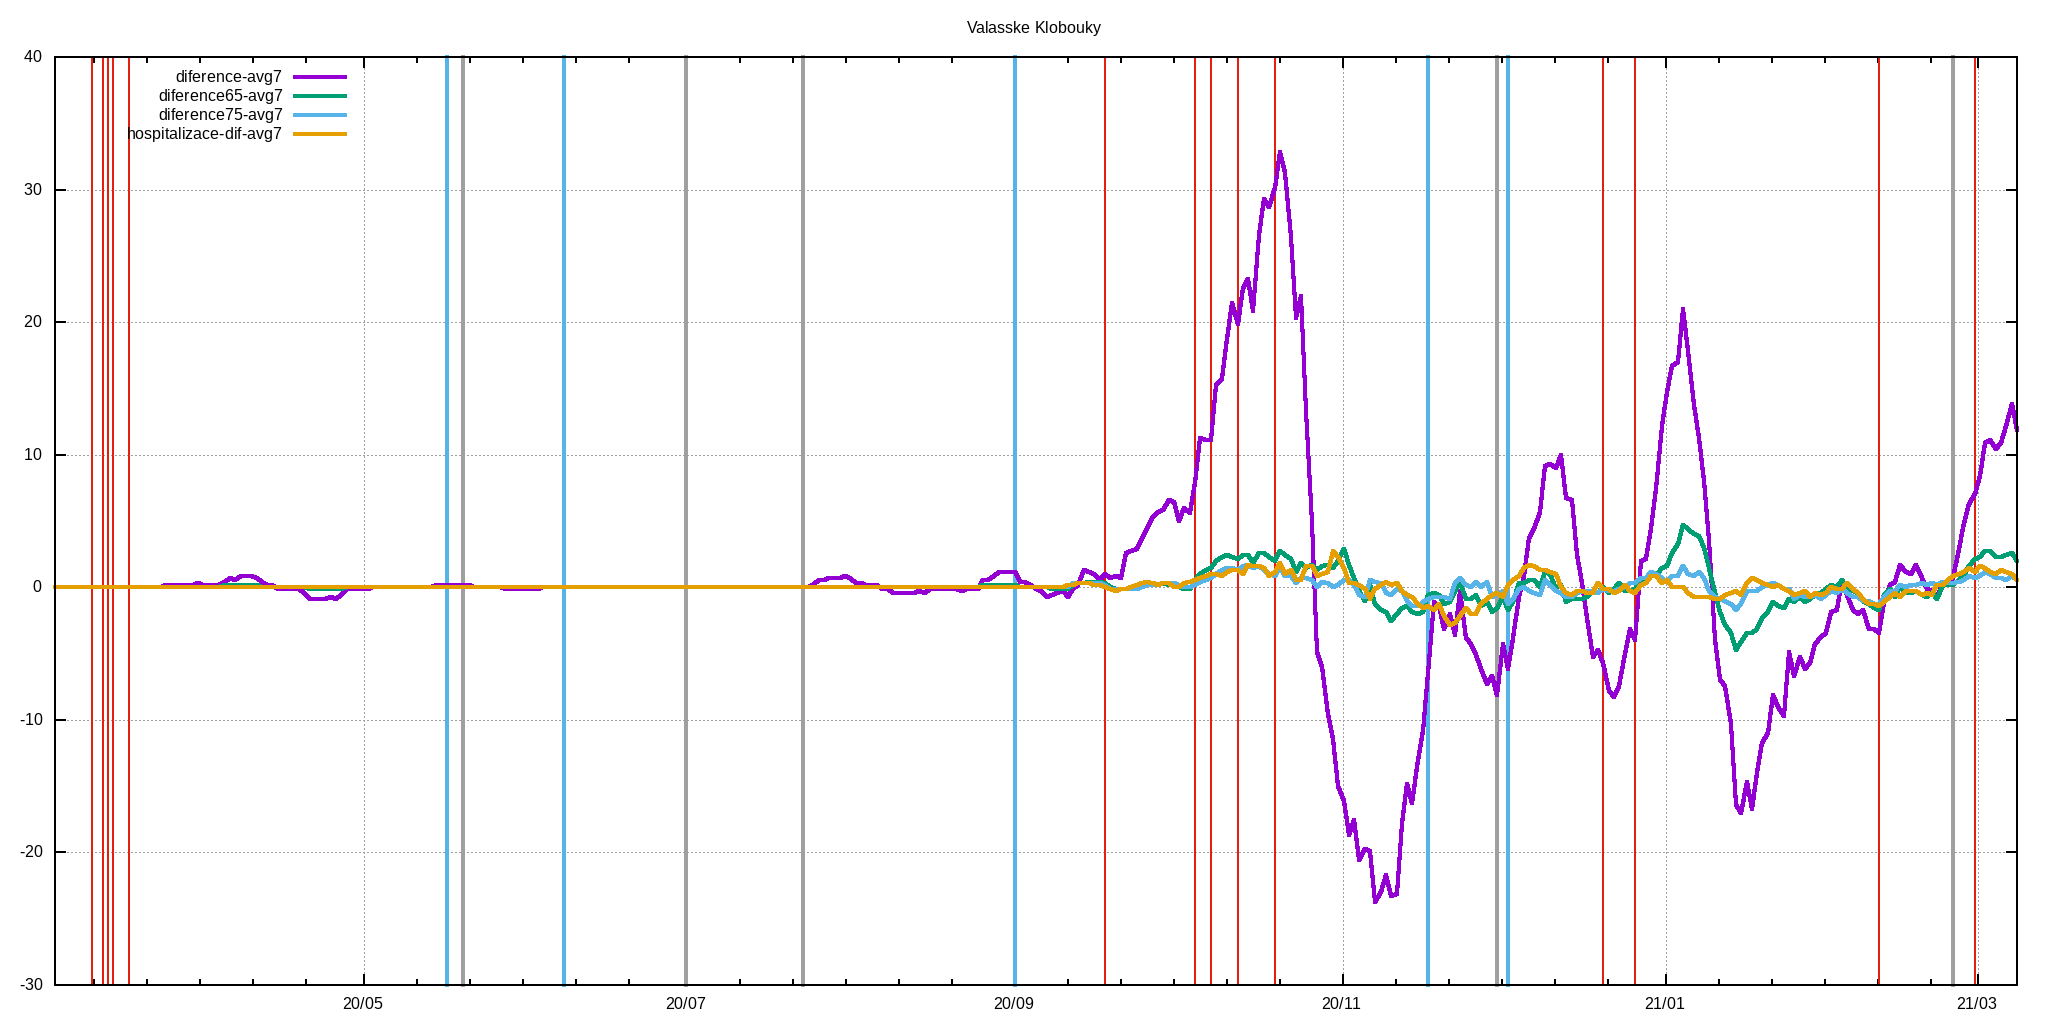 Valasske Klobouky
40
30
20
10
0
-10
-20
-30
diference-avg7
diference65-avg7
diference75-avg7
hospitalizace-dif-avg7
20/05
20/07
20/09
20/11
21/01
21/03